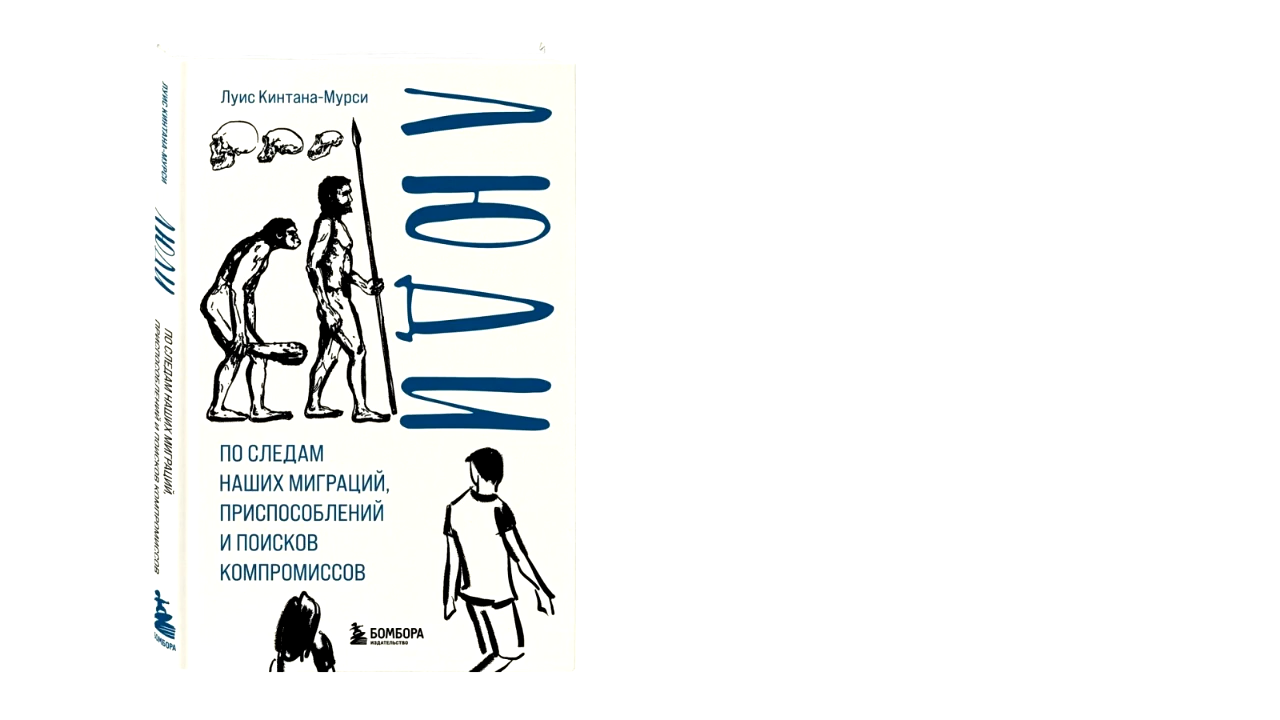 Луис Кинтана-Мурси
ЛЮДИ
ПО СЛЕДАМ
НАШИХ МИГРАЦИЙ,
ПРИСПОСОБЛЕНИЙ
И ПОИСКОВ
КОМПРОМИССОВ
БОМБОРА
ИЗДАТЕЛЬСТВО
ЛУИС КИНТАНА-МУРСИ
ЛЮДИ
ПО СЛЕДАМ НАШИХ МИГРАЦИЙ,
ПРИСПОСОБЛЕНИЙ И ПОИСКОВ КОМПРОМИССОВ
БОМБОРА